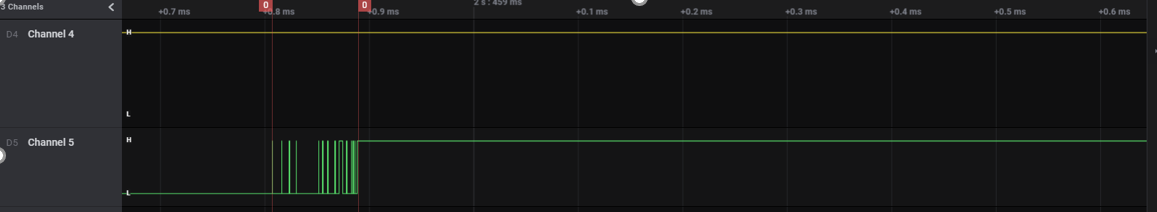 3 Channels
0
0
2 s : 459 ms
+0.7 ms
+0.8 ms
+0.9 ms
+0.1 ms
+0.2 ms
+0.3 ms
+0.4 ms
+0.5 ms
+0.6 ms
D4 Channel 4
H
L
D5 Channel 5
H
L